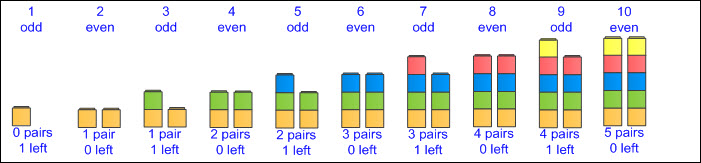 1 2 3 4 5 6 7 8 9 10
odd even odd even odd even odd even odd even
0 pairs 1 pair 1 pair 2 pairs 2 pairs 3 pairs 3 pairs 4 pairs 4 pairs 5 pairs
1 left 0 left 1 left 0 left 1 left 0 left 1 left 0 left 1 left 0 left